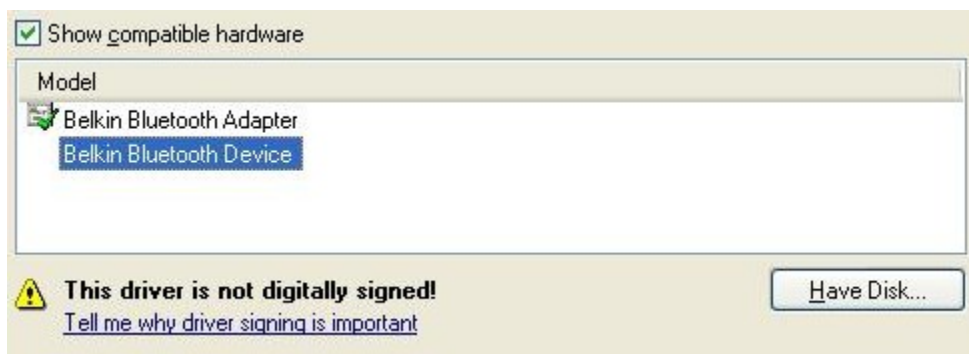 Show compatible hardware
Model
Belkin Bluetooth Adapter
Belkin Bluetooth Device
This driver is not digitally signed!
Have Disk...
Tell me why driver signing is important